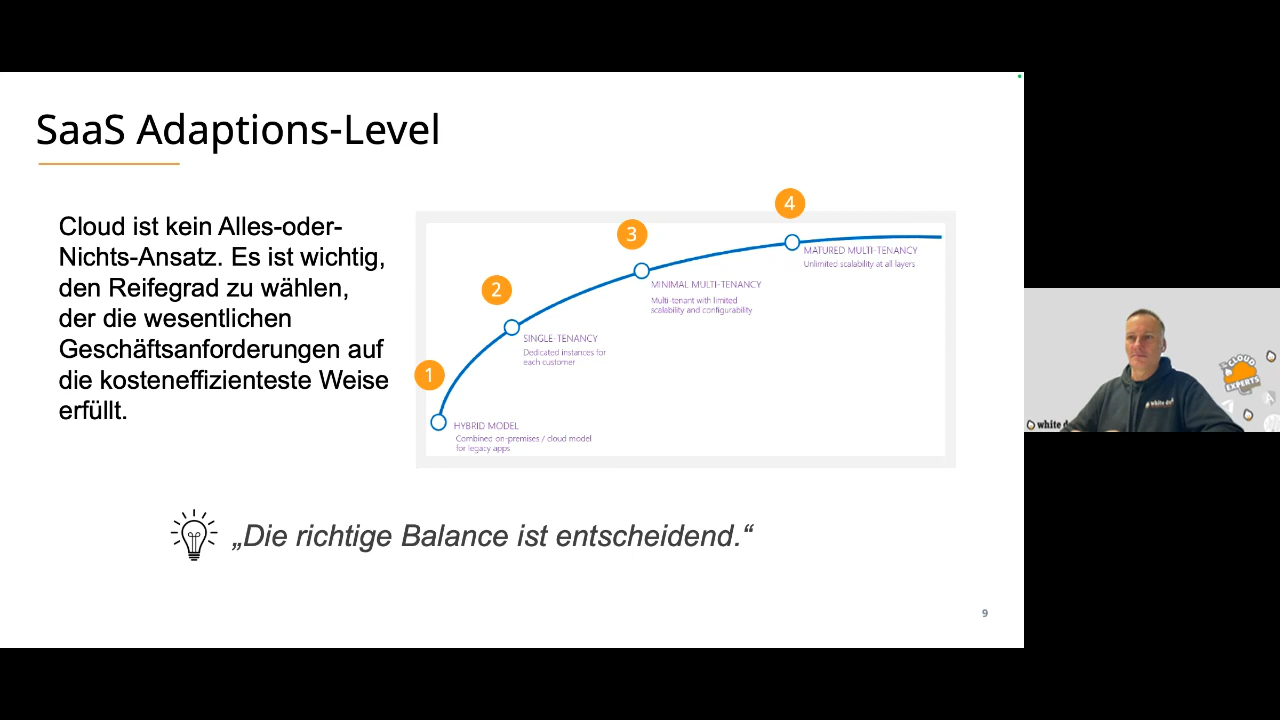 SaaS Adaptions-Level
Cloud ist kein Alles-oder-
Nichts-Ansatz. Es ist wichtig,
den Reifegrad zu wählen,
der die wesentlichen
Geschäftsanforderungen auf
die kosteneffizienteste Weise
erfüllt.
4
3
MATURED MULTI-TENANCY
Unlimited scalability at all layers
2
MINIMAL MULTI-TENANCY
Multi-tenant with limited
scalability and configurability
SINGLE-TENANCY
Dedicated instances for
each customer
1
HYBRID MODEL
Combined on-premises / cloud model
for legacy apps
„Die richtige Balance ist entscheidend.“
9
CLOUD
EXPERTS
white
white